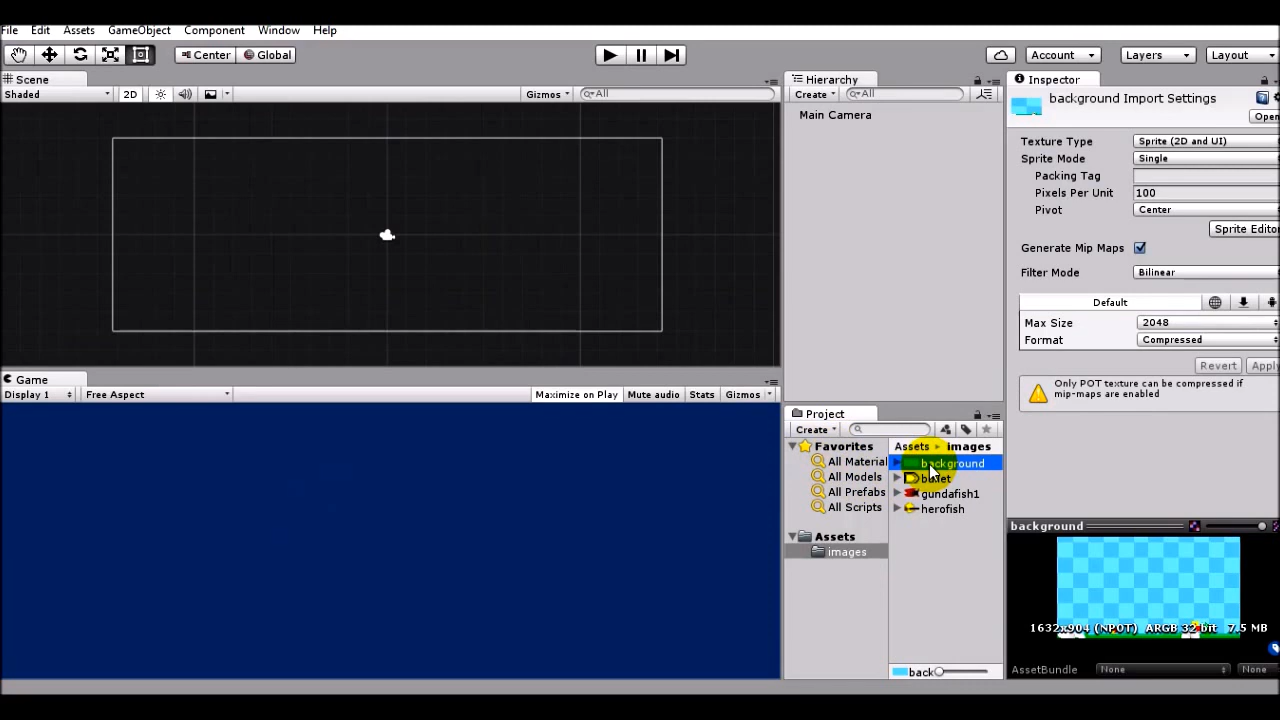 File Edit Assets GameObject Component Window Help
Center Global Account Layers Layout
Scene
Shaded 2D Gizmos All
Hierarchy
Create All
Main Camera
Inspector
background Import Settings
Open
Texture Type Sprite (2D and UI)
Sprite Mode Single
Packing Tag
Pixels Per Unit 100
Pivot Center
Sprite Editor
Generate Mip Maps
Filter Mode Bilinear
Default
Max Size 2048
Format Compressed
Revert Apply
Only POT texture can be compressed if
mip-maps are enabled
Game
Display 1 Free Aspect Maximize on Play Mute audio Stats Gizmos
Project
Create
Favorites
All Material
All Models
All Prefabs
All Scripts
Assets
images
Assets images
background
bullet
gundafish1
herofish
back
background
1632x904 (NPOT) ARGB 32 bit 7.5 MB
AssetBundle None None